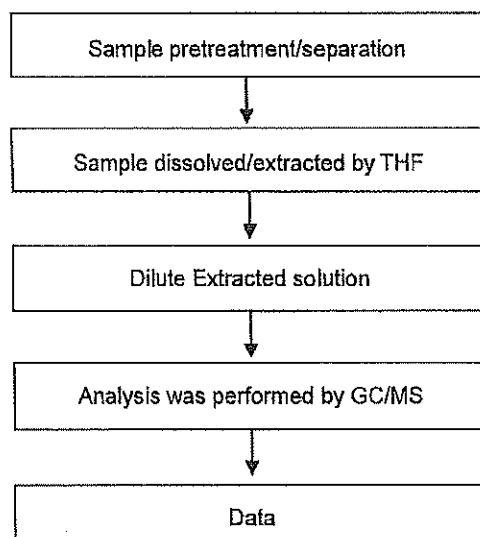 Sample pretreatment/separation
Sample dissolved/extracted by THF
Dilute Extracted solution
Analysis was performed by GC/MS
Data